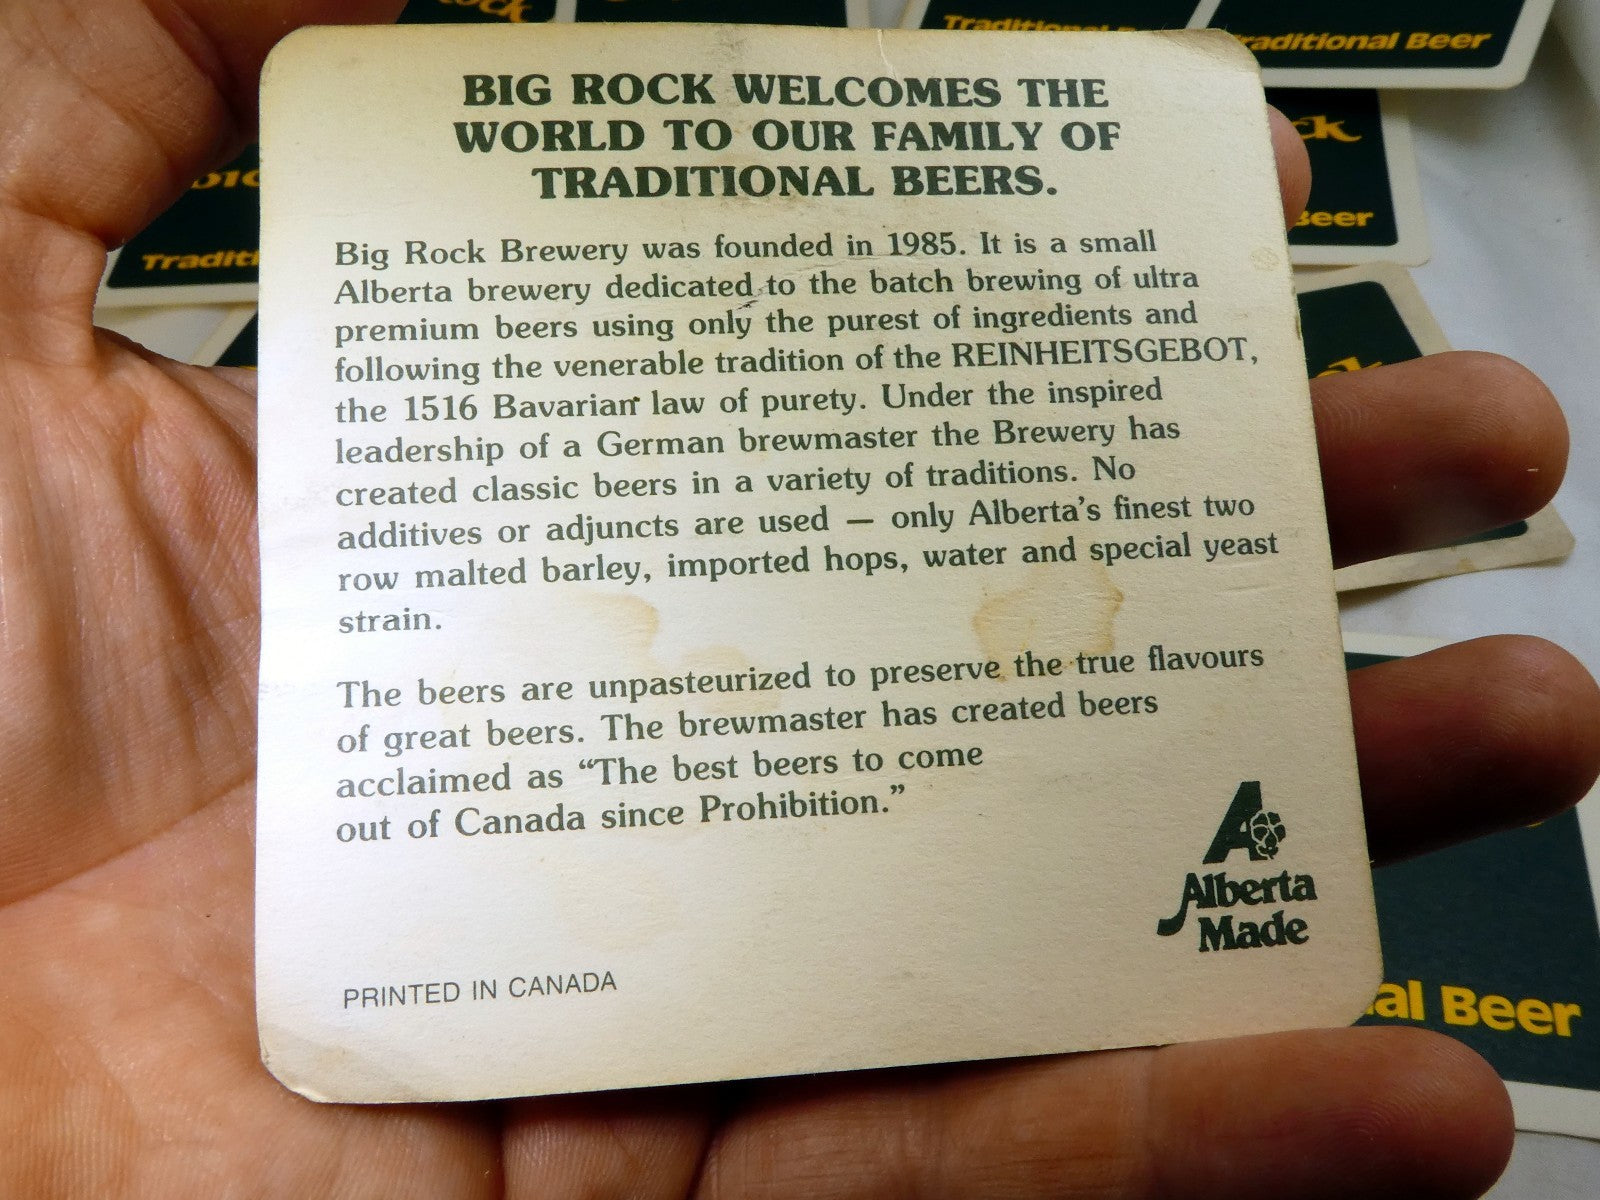 BIG ROCK WELCOMES THE
WORLD TO OUR FAMILY OF
TRADITIONAL BEERS.
Big Rock Brewery was founded in 1985. It is a small
Alberta brewery dedicated to the batch brewing of ultra
premium beers using only the purest of ingredients and
following the venerable tradition of the REINHEITSGEBOT,
the 1516 Bavarian law of purety. Under the inspired
leadership of a German brewmaster the Brewery has
created classic beers in a variety of traditions. No
additives or adjuncts are used — only Alberta's finest two
row malted barley, imported hops, water and special yeast
strain.
The beers are unpasteurized to preserve the true flavours
of great beers. The brewmaster has created beers
acclaimed as “The best beers to come
out of Canada since Prohibition.”
A
Alberta
Made
PRINTED IN CANADA
Traditional Beer
Beer
al Beer